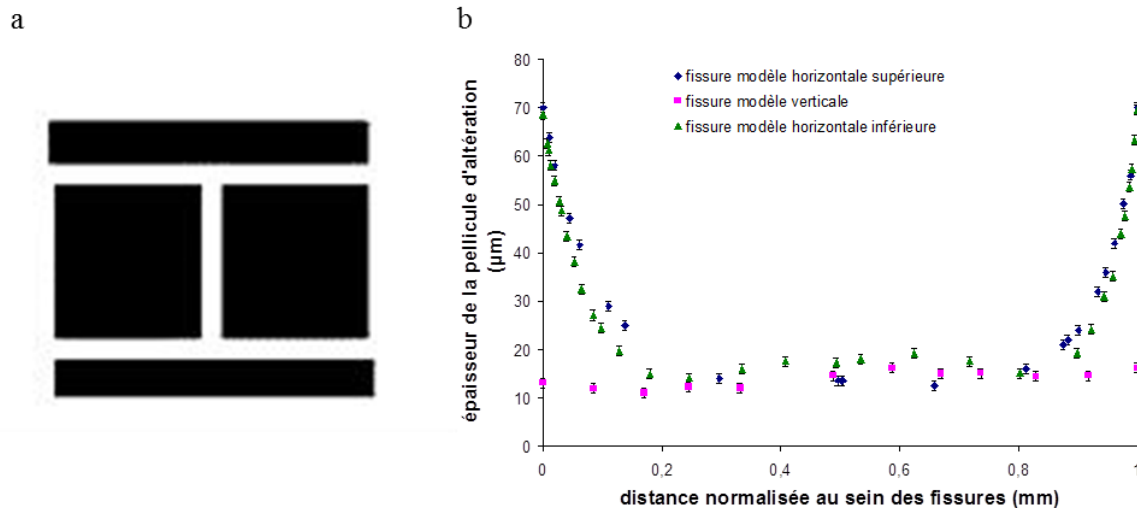 a
b
épaisseur de la pellicule d'altération
(µm)
80
70
60
50
40
30
20
10
0
fissure modèle horizontale supérieure
fissure modèle verticale
fissure modèle horizontale inférieure
0
0,2
0,4
0,6
0,8
1
distance normalisée au sein des fissures (mm)